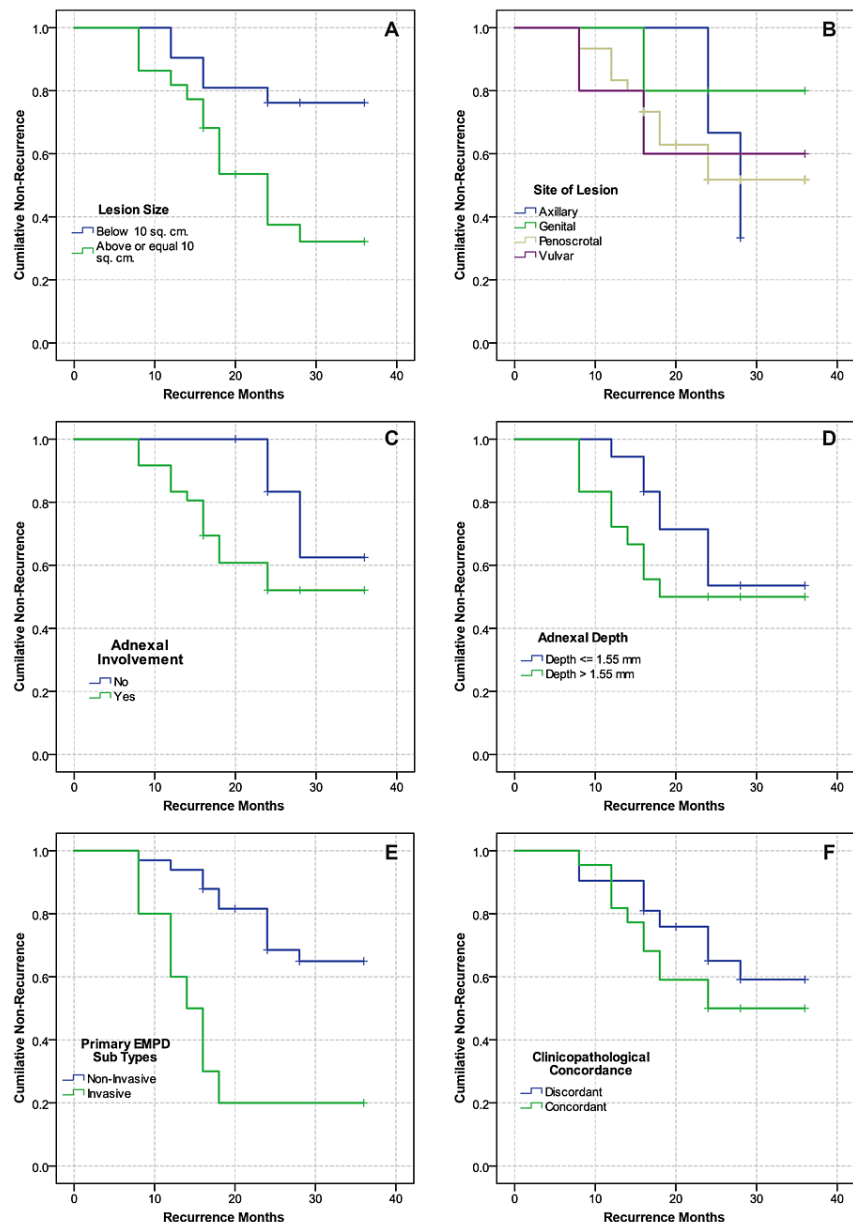 A
Cumilative Non-Recurrence
1.0
0.8
0.6
0.4
0.2
0.0
Lesion Size
Below 10 sq. cm.
Above or equal 10
sq. cm.
0 10 20 30 40
Recurrence Months
B
Cumilative Non-Recurrence
1.0
0.8
0.6
0.4
0.2
0.0
Site of Lesion
Axillary
Genital
Penoscrotal
Vulvar
0 10 20 30 40
Recurrence Months
C
Cumilative Non-Recurrence
1.0
0.8
0.6
0.4
0.2
0.0
Adnexal
Involvement
No
Yes
0 10 20 30 40
Recurrence Months
D
Cumilative Non-Recurrence
1.0
0.8
0.6
0.4
0.2
0.0
Adnexal Depth
Depth <= 1.55 mm
Depth > 1.55 mm
0 10 20 30 40
Recurrence Months
E
Cumilative Non-Recurrence
1.0
0.8
0.6
0.4
0.2
0.0
Primary EMPD
Sub Types
Non-Invasive
Invasive
0 10 20 30 40
Recurrence Months
F
Cumilative Non-Recurrence
1.0
0.8
0.6
0.4
0.2
0.0
Clinicopathological
Concordance
Discordant
Concordant
0 10 20 30 40
Recurrence Months